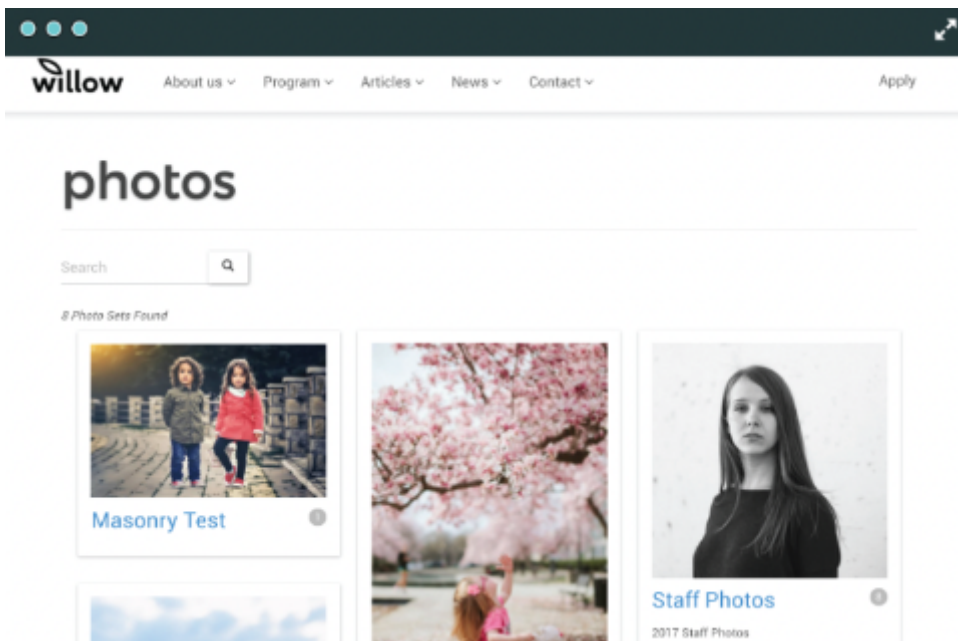 willow
About us Program Articles News Contact Apply
photos
Search
8 Photo Sets Found
Masonry Test
Staff Photos
2017 Staff Photos